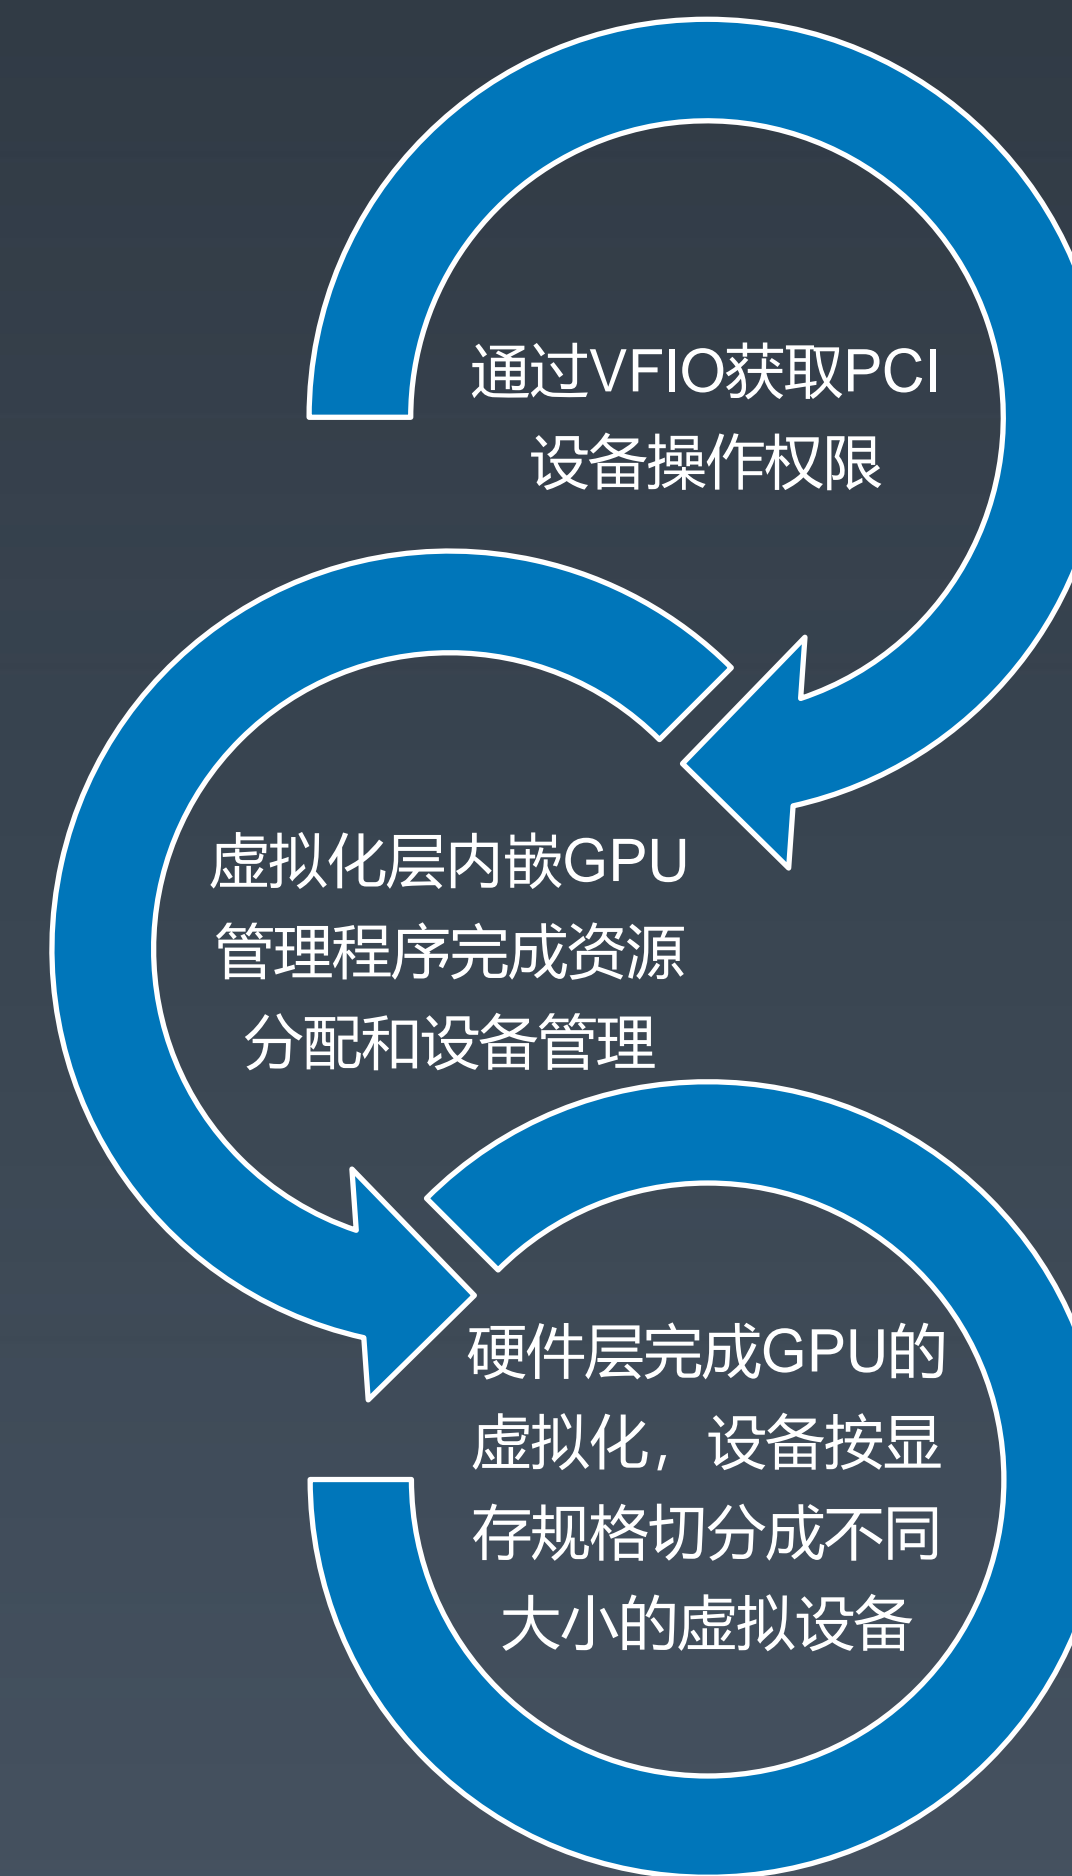 通过VFIO获取PCI
设备操作权限
虚拟化层内嵌GPU
管理程序完成资源
分配和设备管理
硬件层完成GPU的
虚拟化，设备按显
存规格切分成不同
大小的虚拟设备